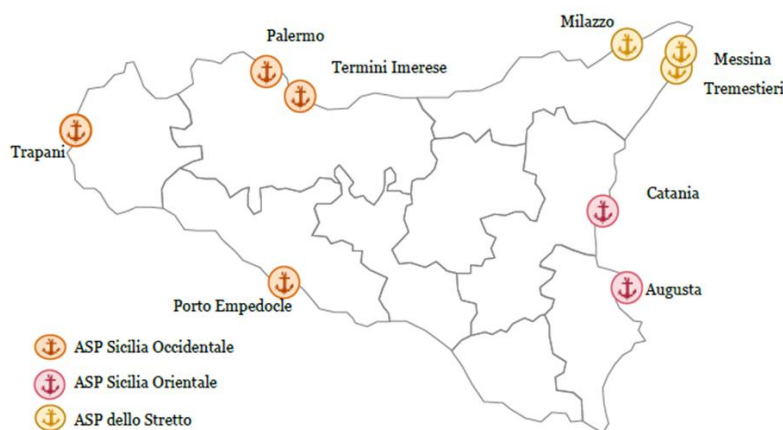 Milazzo
Palermo
Messina
Termini Imerese
Tremestieri
Trapani
Catania
Augusta
Porto Empedocle
ASP Sicilia Occidentale
ASP Sicilia Orientale
ASP dello Stretto